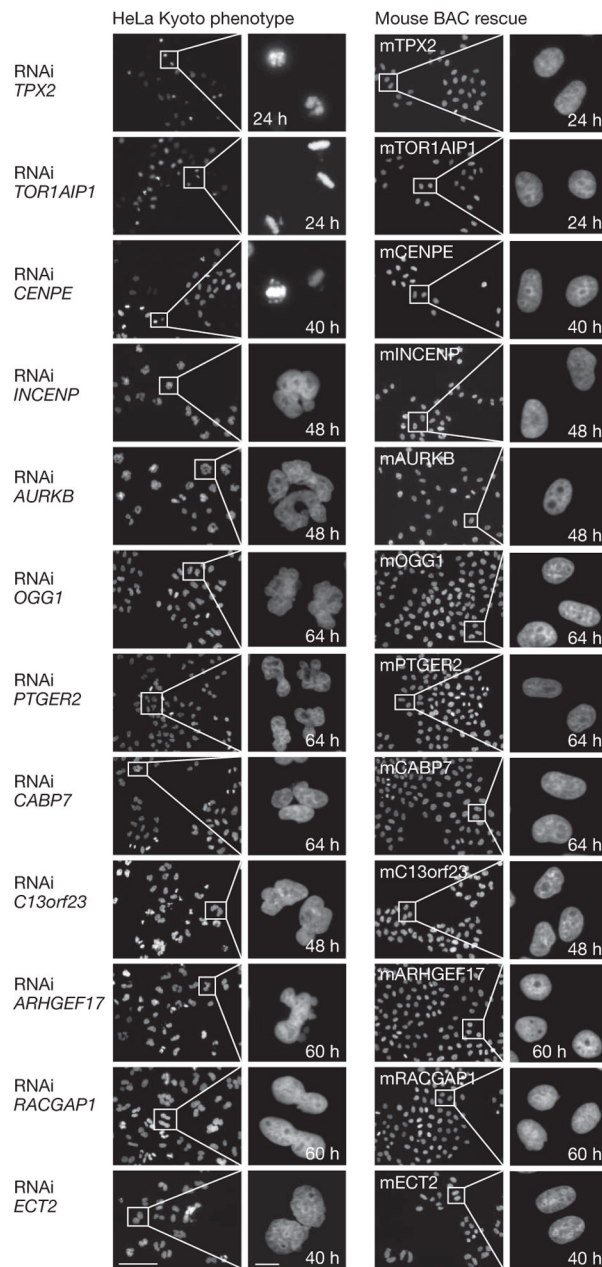 HeLa Kyoto phenotype
Mouse BAC rescue
RNAi
TPX2
24 h
mTPX2
24 h
RNAi
TOR1AIP1
24 h
mTOR1AIP1
24 h
RNAi
CENPE
40 h
mCENPE
40 h
RNAi
INCENP
48 h
mINCENP
48 h
RNAi
AURKB
48 h
mAURKB
48 h
RNAi
OGG1
64 h
mOGG1
64 h
RNAi
PTGER2
64 h
mPTGER2
64 h
RNAi
CABP7
64 h
mCABP7
64 h
RNAi
C13orf23
48 h
mC13orf23
48 h
RNAi
ARHGEF17
60 h
mARHGEF17
60 h
RNAi
RACGAP1
60 h
mRACGAP1
60 h
RNAi
ECT2
40 h
mECT2
40 h